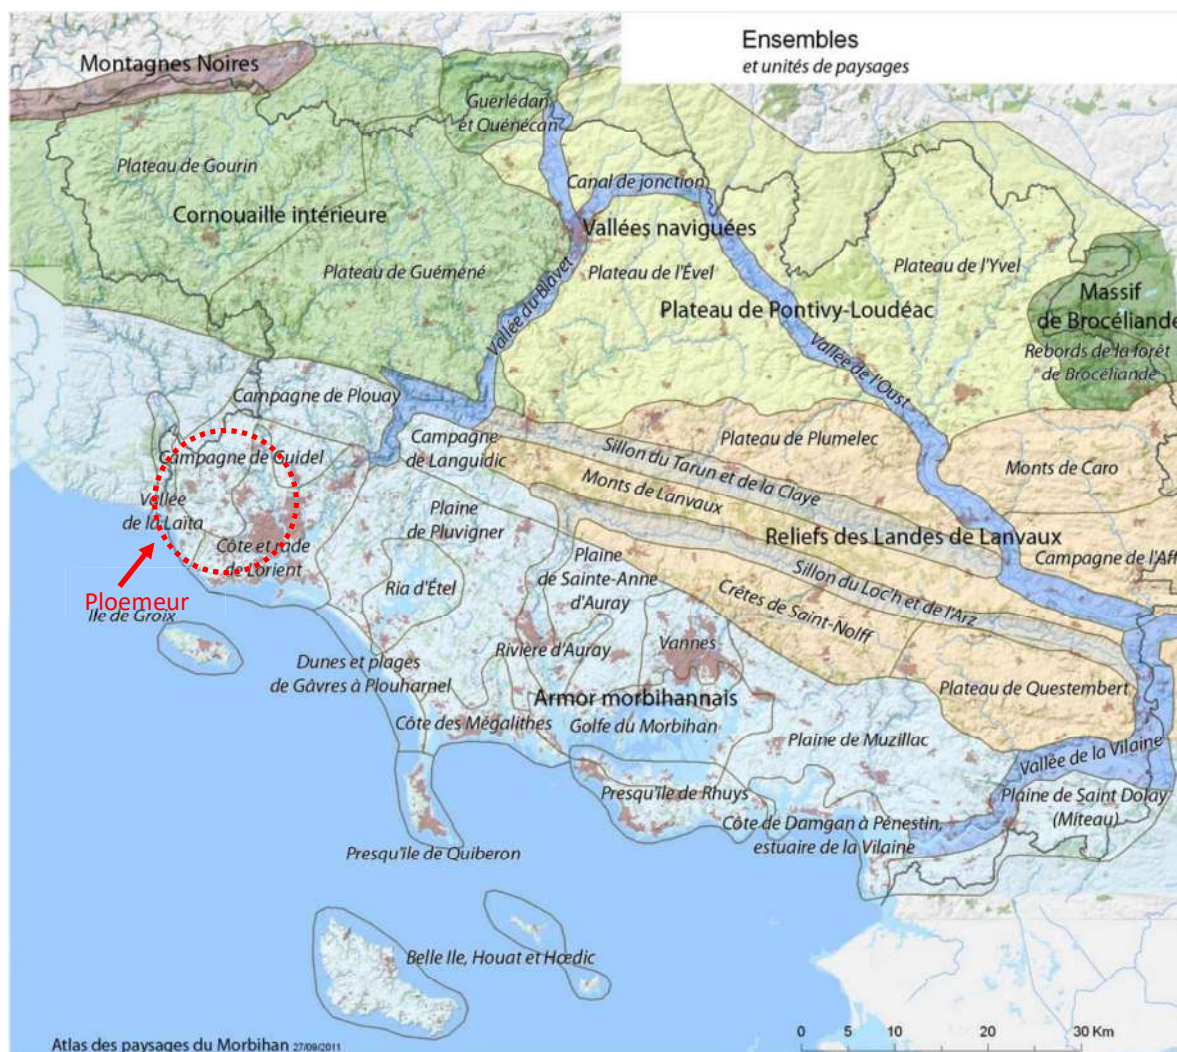 Ensembles
et unités de paysages
Montagnes Noires
Guerlédan
et Quénécan
Plateau de Gourin
Canal de jonction
Cornouaille intérieure
Vallées naviguées
Plateau de Guéméné
Plateau de l'Ével
Plateau de l'Yvel
Massif
de Brocéliande
Vallée du Blavet
Plateau de Pontivy-Loudéac
Rebords de la forêt
de Brocéliande
Vallée de l'Oust
Campagne de Plouay
Campagne
de Languidic
Plateau de Plumelec
Campagne de Guidel
Sillon du Tarun et de la Claye
Monts de Caro
Monts de Lanvaux
Vallée
de la Laïta
Plaine
de Pluvigner
Reliefs des Landes de Lanvaux
Côte et rade
de Lorient
Plaine
de Sainte-Anne
d'Auray
Campagne de l'Aff
Ria d'Étel
Sillon du Loc'h et de l'Arz
Ploemeur
Crêtes de Saint-Nolff
Ile de Groix
Rivière d'Auray
Vannes
Dunes et plages
de Gâvres à Plouharnel
Plateau de Questembert
Armor morbihannais
Côte des Mégalithes
Golfe du Morbihan
Plaine de Muzillac
Vallée de la Vilaine
Presqu'île de Rhuys
Plaine de Saint Dolay
(Miteau)
Côte de Damgan à Pénestin,
estuaire de la Vilaine
Presqu'île de Quiberon
Belle Ile, Houat et Hœdic
0 5 10 20 30 Km
Atlas des paysages du Morbihan 27/09/2011